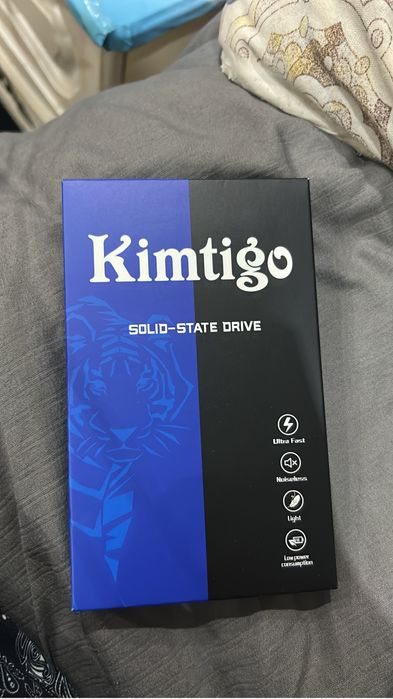 Kimtigo
SOLID-STATE DRIVE
Ultra Fast
Noiseless
Light
Low power
consumption